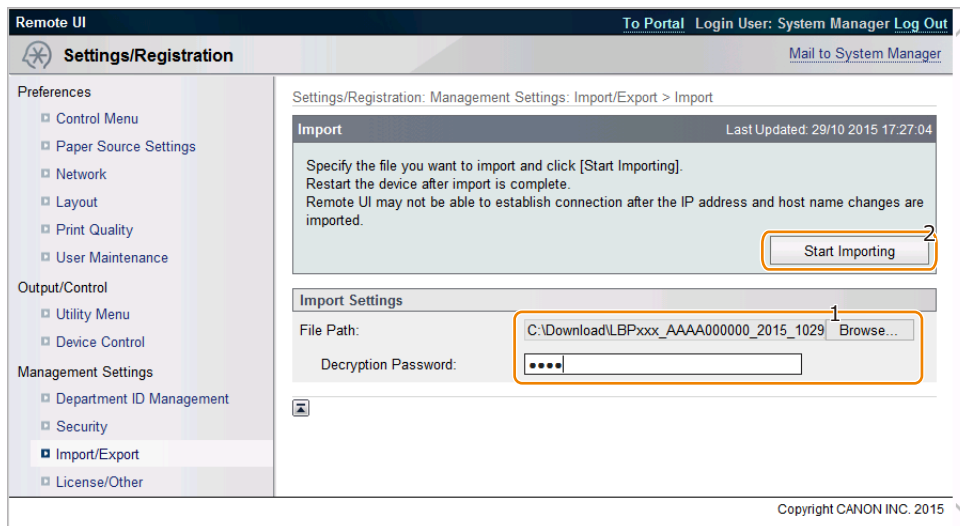 Remote UI
To Portal Login User: System Manager Log Out
Settings/Registration
Mail to System Manager
Preferences
Control Menu
Paper Source Settings
Network
Layout
Print Quality
User Maintenance
Output/Control
Utility Menu
Device Control
Management Settings
Department ID Management
Security
Import/Export
License/Other
Settings/Registration: Management Settings: Import/Export > Import
Import
Last Updated: 29/10 2015 17:27:04
Specify the file you want to import and click [Start Importing].
Restart the device after import is complete.
Remote UI may not be able to establish connection after the IP address and host name changes are
imported.
2
Start Importing
Import Settings
1
File Path: C:\Download\LBPxxx_AAAA000000_2015_1029 Browse...
Decryption Password: ●●●●
Copyright CANON INC. 2015